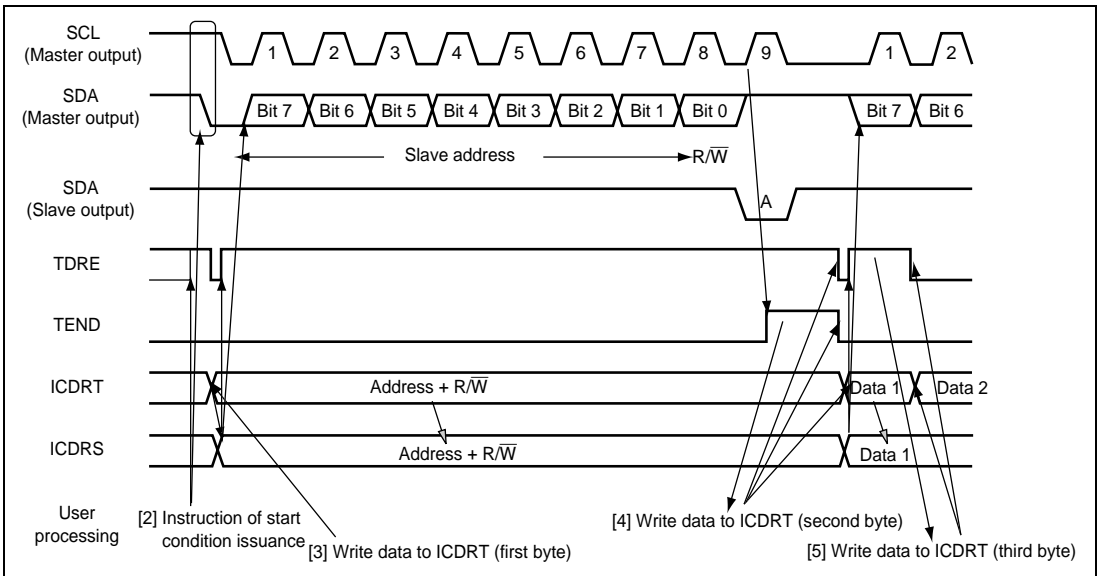 SCL
(Master output)
1 2 3 4 5 6 7 8 9 1 2
SDA
(Master output)
Bit 7 Bit 6 Bit 5 Bit 4 Bit 3 Bit 2 Bit 1 Bit 0 Bit 7 Bit 6
Slave address R/W̅
SDA
(Slave output)
A
TDRE
TEND
ICDRT
Address + R/W̅ Data 1 Data 2
ICDRS
Address + R/W̅ Data 1
User
processing
[2] Instruction of start
condition issuance
[3] Write data to ICDRT (first byte)
[4] Write data to ICDRT (second byte)
[5] Write data to ICDRT (third byte)